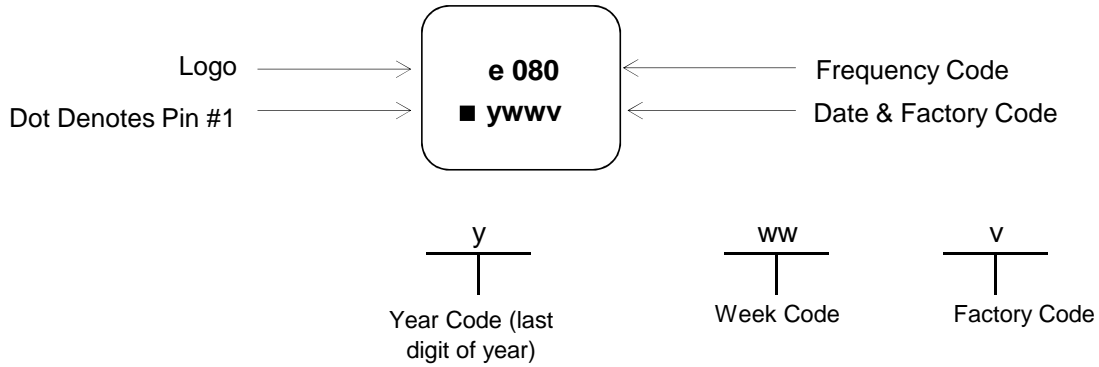 Logo
e 080
Frequency Code
Dot Denotes Pin #1
■ ywwv
Date & Factory Code
y
ww
v
Year Code (last
digit of year)
Week Code
Factory Code